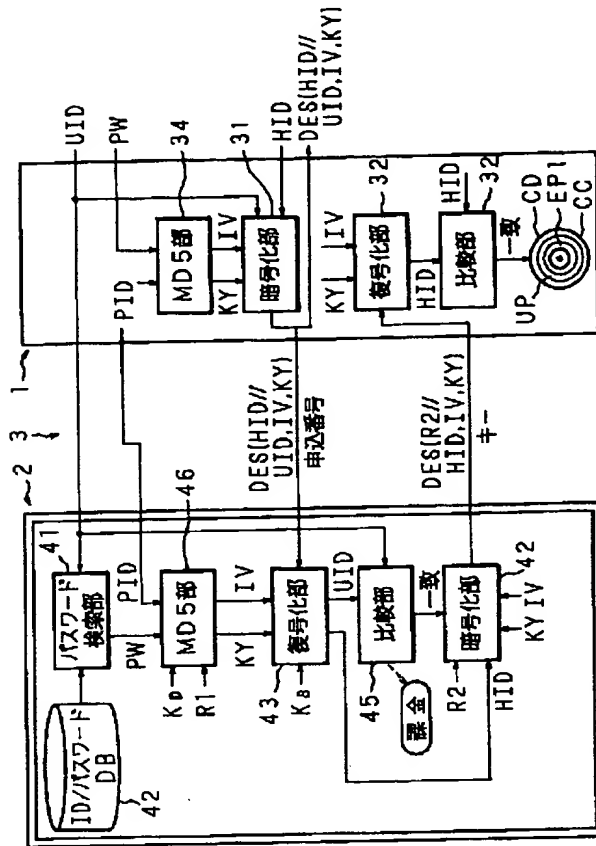 UID
PW
1
3
2
PID
MD5部
34
KY
IV
暗号化部
31
HID
DES(HID//
UID,IV,KY)
KY
IV
復号化部
32
HID
HID
比較部
32
一致
UP
CD
EP1
CC
DES(HID//
UID,IV,KY)
申込番号
DES(R2//
HID,IV,KY)
キー
ID/パスワード
DB
42
パスワード
検索部
41
PW
PID
KD
R1
MD5部
46
KY
IV
43
復号化部
KB
UID
45
比較部
課金
一致
R2
暗号化部
42
HID
KY
IV